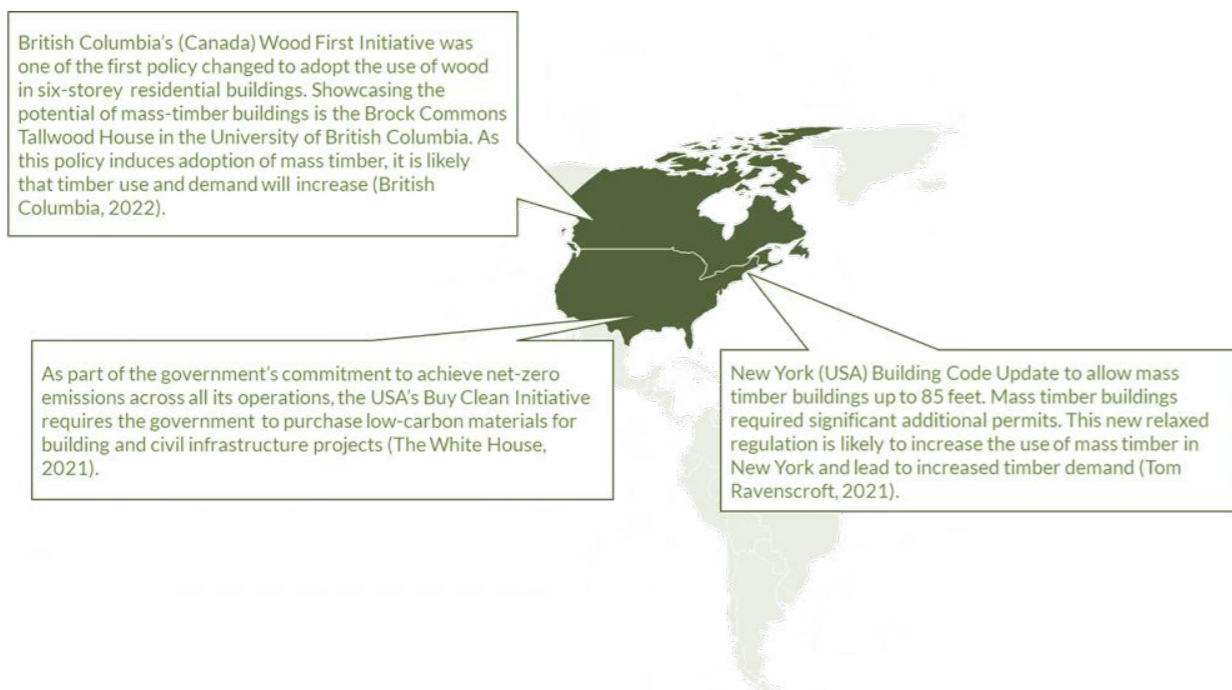 British Columbia's (Canada) Wood First Initiative was
one of the first policy changed to adopt the use of wood
in six-storey residential buildings. Showcasing the
potential of mass-timber buildings is the Brock Commons
Tallwood House in the University of British Columbia. As
this policy induces adoption of mass timber, it is likely
that timber use and demand will increase (British
Columbia, 2022).
As part of the government's commitment to achieve net-zero
emissions across all its operations, the USA's Buy Clean Initiative
requires the government to purchase low-carbon materials for
building and civil infrastructure projects (The White House,
2021).
New York (USA) Building Code Update to allow mass
timber buildings up to 85 feet. Mass timber buildings
required significant additional permits. This new relaxed
regulation is likely to increase the use of mass timber in
New York and lead to increased timber demand (Tom
Ravenscroft, 2021).